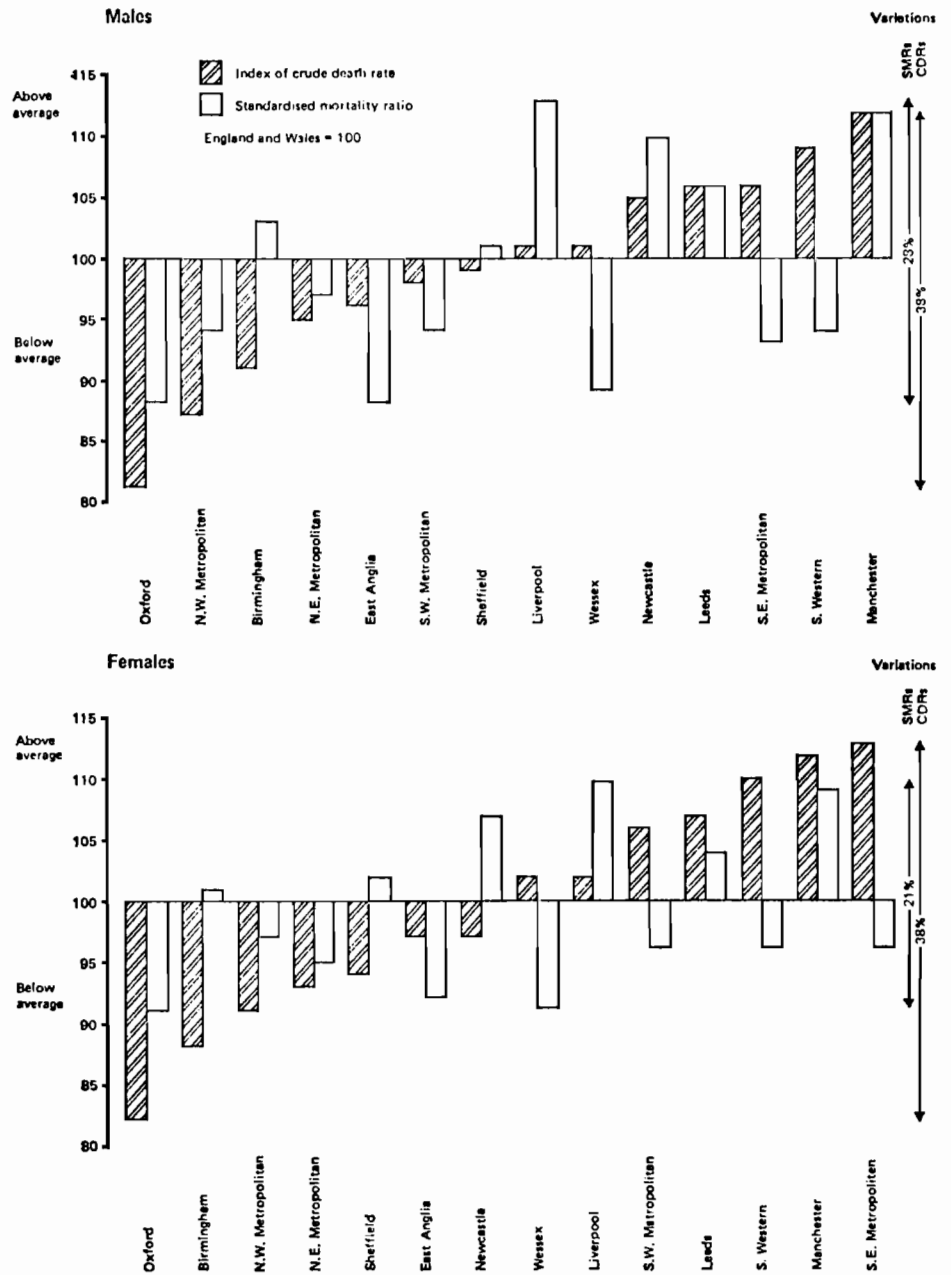 Males
Variations
SMRs
CDRs
Index of crude death rate
Standardised mortality ratio
England and Wales = 100
Above
average
Below
average
115
110
105
100
95
90
85
80
23%
39%
Oxford
N.W. Metropolitan
Birmingham
N.E. Metropolitan
East Anglia
S.W. Metropolitan
Sheffield
Liverpool
Wessex
Newcastle
Leeds
S.E. Metropolitan
S. Western
Manchester
Females
Variations
SMRs
CDRs
Above
average
Below
average
115
110
105
100
95
90
85
80
21%
38%
Oxford
Birmingham
N.W. Metropolitan
N.E. Metropolitan
Sheffield
East Anglia
Newcastle
Wessex
Liverpool
S.W. Metropolitan
Leeds
S. Western
Manchester
S.E. Metropolitan